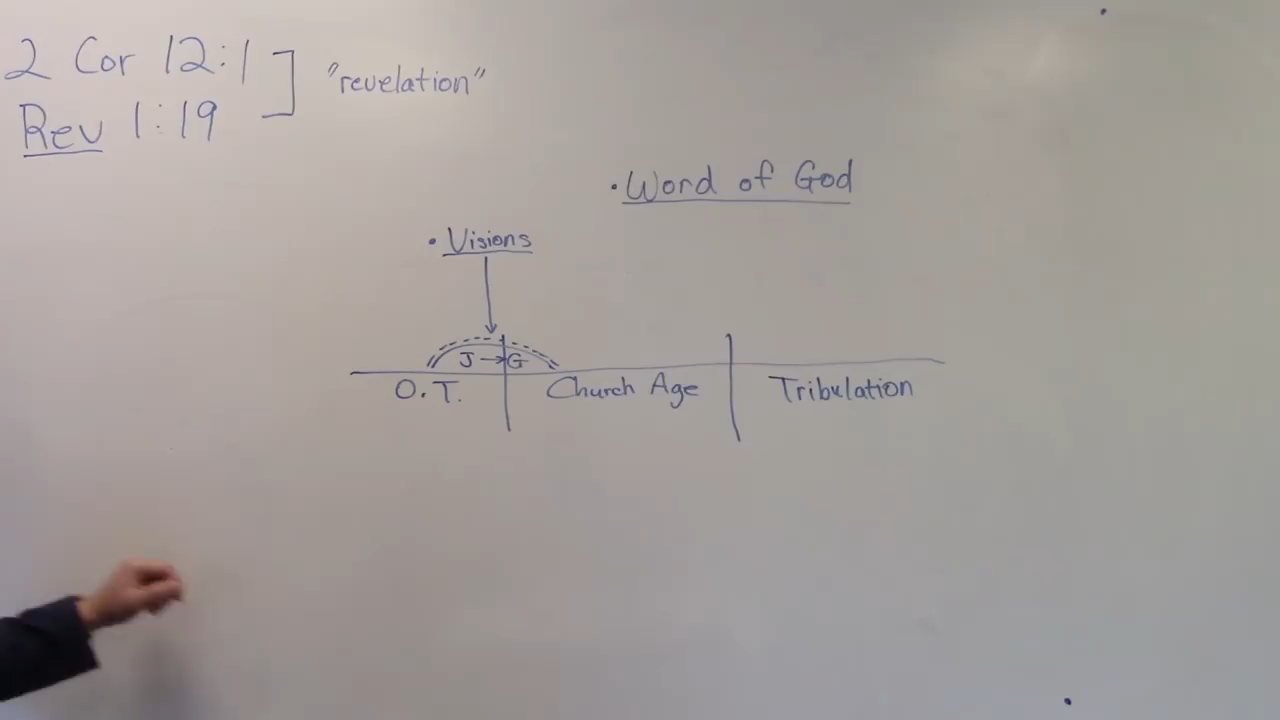 2 Cor 12:1
Rev 1:19
"revelation"
• Word of God
• Visions
J → G
O.T.
Church Age
Tribulation